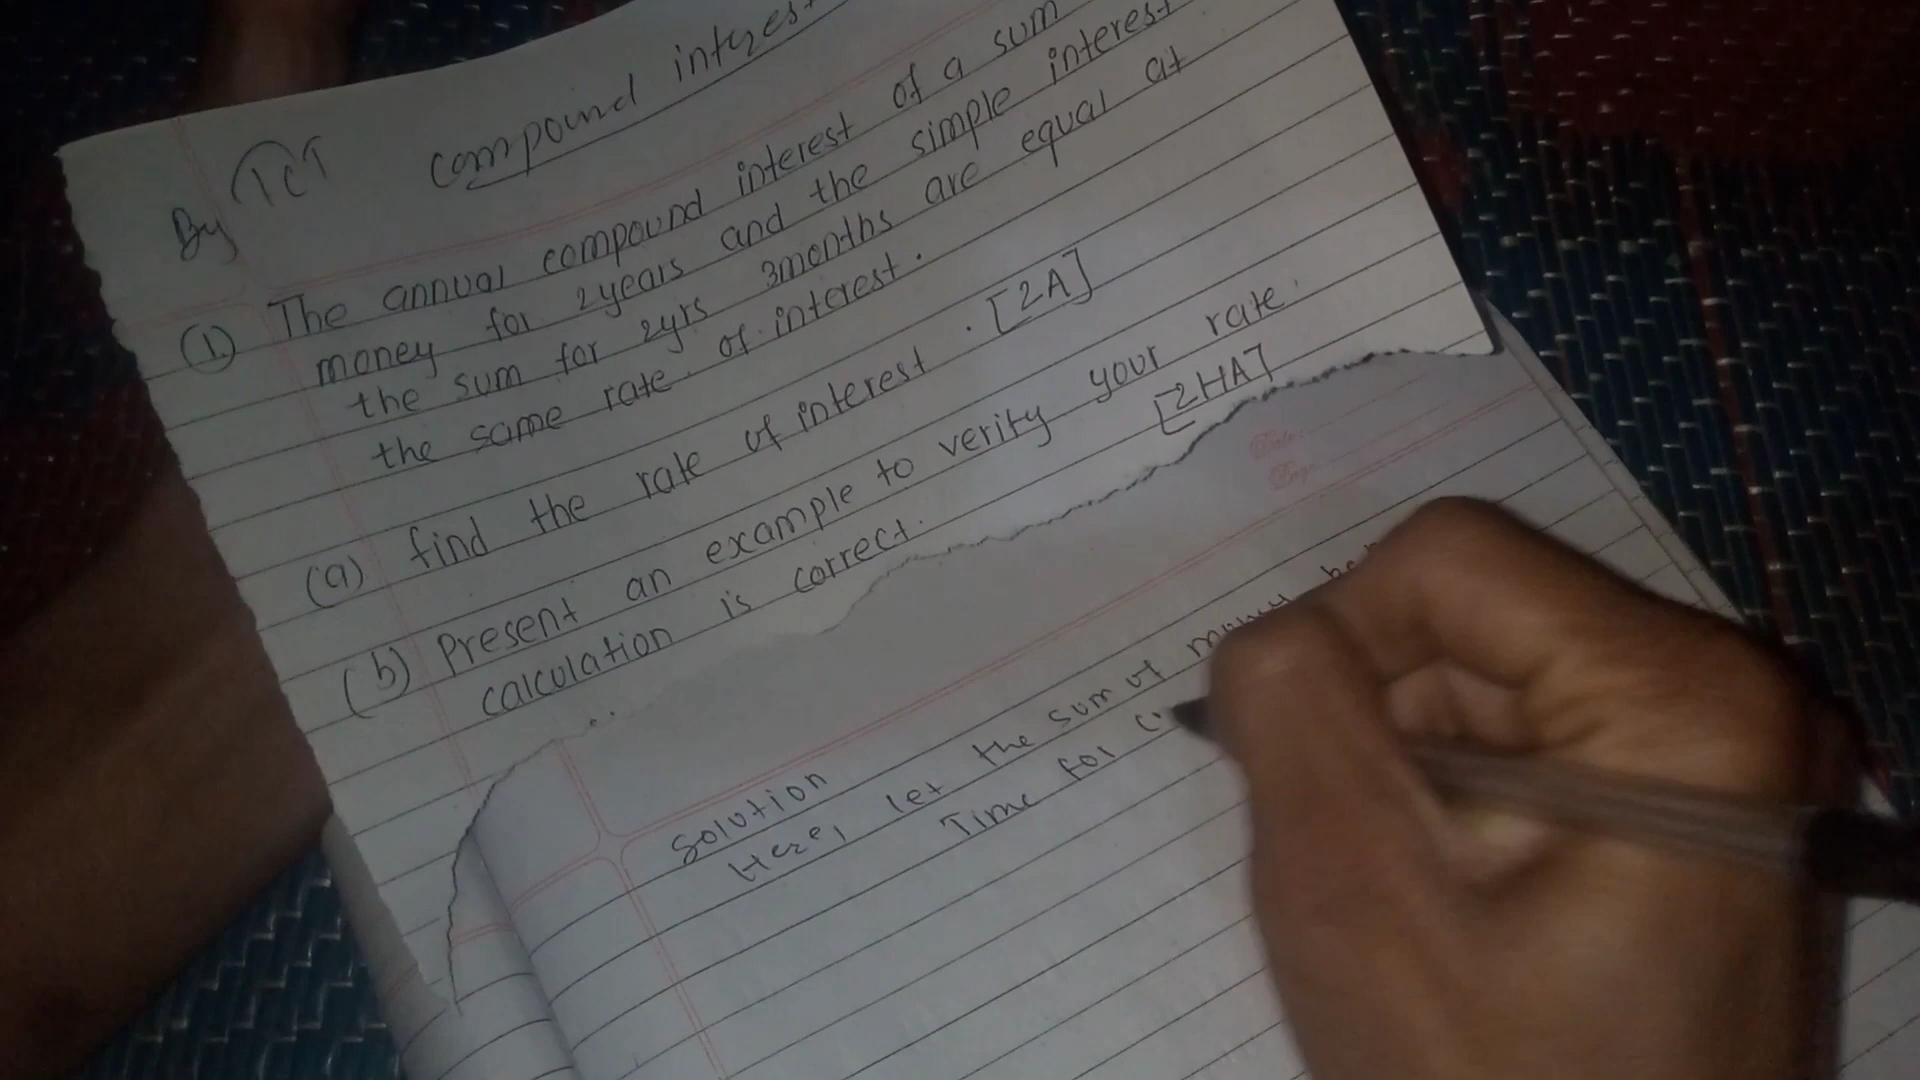 compound interest
By TCT
(1.) The annual compound interest of a sum
money for 2years and the simple interest
the sum for 2yrs 3months are equal at
the same rate of interest.
(a) find the rate of interest. [2A]
(b) Present an example to verify your rate.
calculation is correct. [2HA]
solution
Here, let the sum of money be
Time for